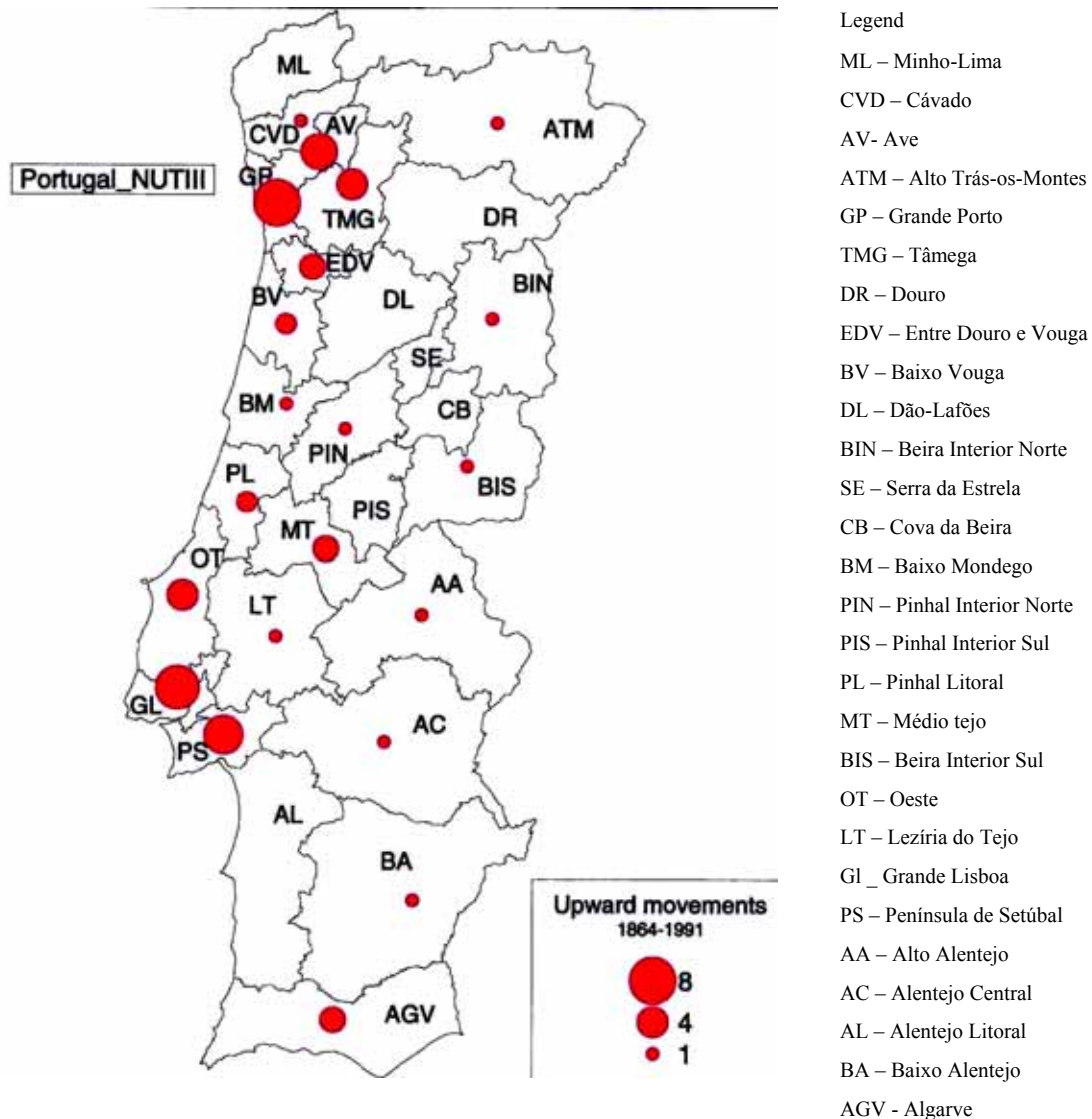 ML
CVD
AV
ATM
Portugal_NUTIII
GP
TMG
DR
EDV
BV
DL
BIN
SE
BM
CB
PIN
PL
PIS
BIS
MT
OT
AA
LT
GL
PS
AC
AL
BA
AGV
Upward movements
1864-1991
8
4
1
Legend
ML – Minho-Lima
CVD – Cávado
AV- Ave
ATM – Alto Trás-os-Montes
GP – Grande Porto
TMG – Tâmega
DR – Douro
EDV – Entre Douro e Vouga
BV – Baixo Vouga
DL – Dão-Lafões
BIN – Beira Interior Norte
SE – Serra da Estrela
CB – Cova da Beira
BM – Baixo Mondego
PIN – Pinhal Interior Norte
PIS – Pinhal Interior Sul
PL – Pinhal Litoral
MT – Médio tejo
BIS – Beira Interior Sul
OT – Oeste
LT – Lezíria do Tejo
Gl _ Grande Lisboa
PS – Península de Setúbal
AA – Alto Alentejo
AC – Alentejo Central
AL – Alentejo Litoral
BA – Baixo Alentejo
AGV - Algarve